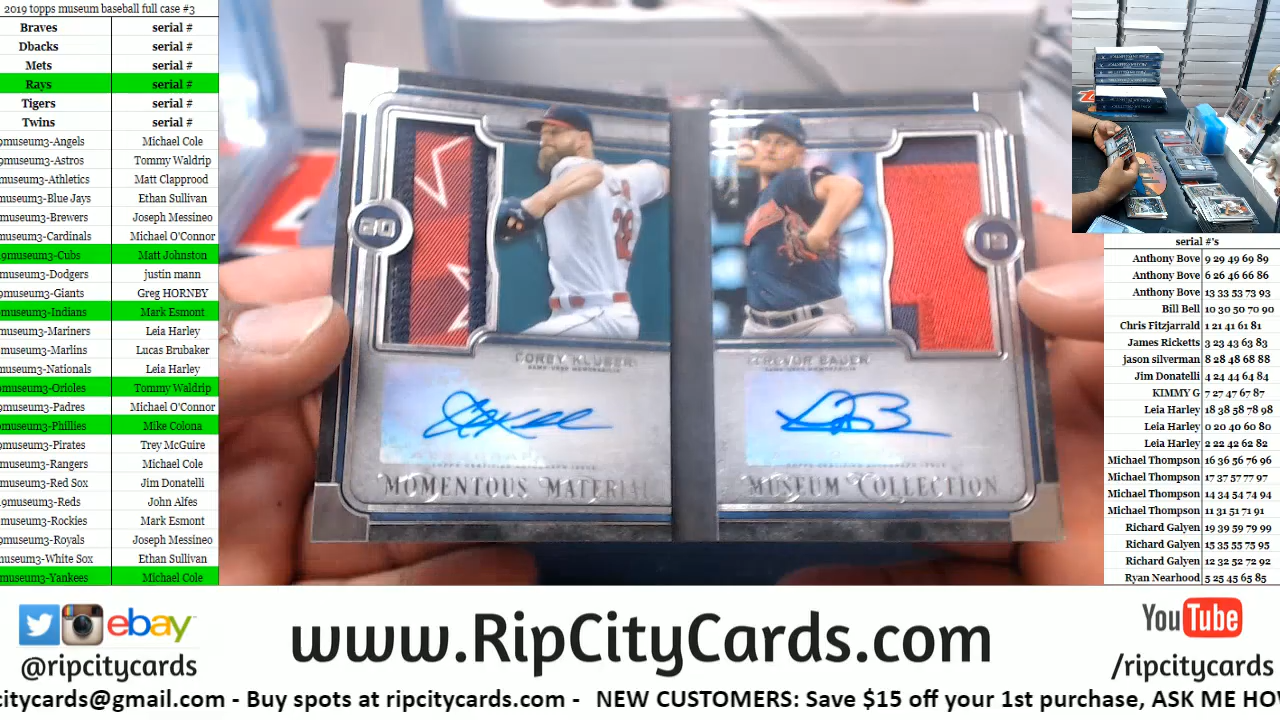 2019 topps museum baseball full case #3
Braves serial #
Dbacks serial #
Mets serial #
Rays serial #
Tigers serial #
Twins serial #
9museum3-Angels Michael Cole
9museum3-Astros Tommy Waldrip
museum3-Athletics Matt Clapprood
museum3-Blue Jays Ethan Sullivan
museum3-Brewers Joseph Messineo
museum3-Cardinals Michael O'Connor
9museum3-Cubs Matt Johnston
museum3-Dodgers justin mann
museum3-Giants Greg HORNBY
museum3-Indians Mark Esmont
museum3-Mariners Leia Harley
museum3-Marlins Lucas Brubaker
museum3-Nationals Leia Harley
museum3-Orioles Tommy Waldrip
museum3-Padres Michael O'Connor
museum3-Phillies Mike Colona
museum3-Pirates Trey McGuire
museum3-Rangers Michael Cole
museum3-Red Sox Jim Donatelli
9museum3-Reds John Alfes
museum3-Rockies Mark Esmont
museum3-Royals Joseph Messineo
museum3-White Sox Ethan Sullivan
museum3-Yankees Michael Cole
COREY KLUBER
TREVOR BAUER
MOMENTOUS MATERIAL
MUSEUM COLLECTION
serial #'s
Anthony Bove 9 29 49 69 89
Anthony Bove 6 26 46 66 86
Anthony Bove 13 33 53 73 93
Bill Bell 10 30 50 70 90
Chris Fitzjarrald 1 21 41 61 81
James Ricketts 3 23 43 63 83
jason silverman 8 28 48 68 88
Jim Donatelli 4 24 44 64 84
KIMMY G 7 27 47 67 87
Leia Harley 18 38 58 78 98
Leia Harley 0 20 40 60 80
Leia Harley 2 22 42 62 82
Michael Thompson 16 36 56 76 96
Michael Thompson 17 37 57 77 97
Michael Thompson 14 34 54 74 94
Michael Thompson 11 31 51 71 91
Richard Galyen 19 39 59 79 99
Richard Galyen 15 35 55 75 95
Richard Galyen 12 32 52 72 92
Ryan Nearhood 5 25 45 65 85
ebay
@ripcitycards
www.RipCityCards.com
YouTube
/ripcitycards
citycards@gmail.com - Buy spots at ripcitycards.com - NEW CUSTOMERS: Save $15 off your 1st purchase, ASK ME HOW